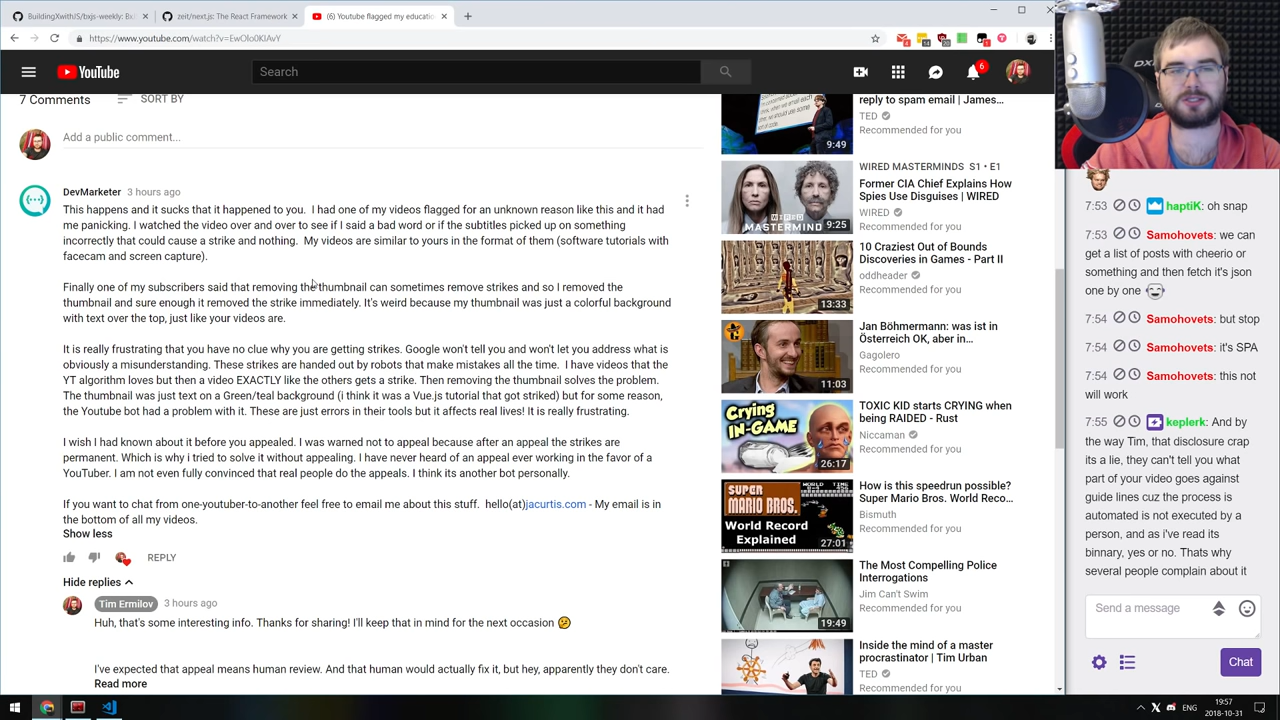 BuildingXwithJS/bxjs-weekly: Bx
zeit/next.js: The React Framework
(6) Youtube flagged my educatio
https://www.youtube.com/watch?v=EwOIo0KIAvY
YouTube
Search
6
7 Comments
SORT BY
Add a public comment...
DevMarketer 3 hours ago
This happens and it sucks that it happened to you. I had one of my videos flagged for an unknown reason like this and it had
me panicking. I watched the video over and over to see if I said a bad word or if the subtitles picked up on something
incorrectly that could cause a strike and nothing. My videos are similar to yours in the format of them (software tutorials with
facecam and screen capture).
Finally one of my subscribers said that removing the thumbnail can sometimes remove strikes and so I removed the
thumbnail and sure enough it removed the strike immediately. It's weird because my thumbnail was just a colorful background
with text over the top, just like your videos are.
It is really frustrating that you have no clue why you are getting strikes. Google won't tell you and won't let you address what is
obviously a misunderstanding. These strikes are handed out by robots that make mistakes all the time. I have videos that the
YT algorithm loves but then a video EXACTLY like the others gets a strike. Then removing the thumbnail solves the problem.
The thumbnail was just text on a Green/teal background (i think it was a Vue.js tutorial that got striked) but for some reason,
the Youtube bot had a problem with it. These are just errors in their tools but it affects real lives! It is really frustrating.
I wish I had known about it before you appealed. I was warned not to appeal because after an appeal the strikes are
permanent. Which is why i tried to solve it without appealing. I have never heard of an appeal ever working in the favor of a
YouTuber. I am not even fully convinced that real people do the appeals. I think its another bot personally.
If you want to chat from one-youtuber-to-another feel free to email me about this stuff. hello(at)jacurtis.com - My email is in
the bottom of all my videos.
Show less
REPLY
Hide replies
Tim Ermilov 3 hours ago
Huh, that's some interesting info. Thanks for sharing! I'll keep that in mind for the next occasion
I've expected that appeal means human review. And that human would actually fix it, but hey, apparently they don't care.
Read more
reply to spam email | James...
TED
Recommended for you
9:49
WIRED MASTERMINDS S1 • E1
Former CIA Chief Explains How
Spies Use Disguises | WIRED
WIRED
Recommended for you
WIRED
MASTERMIND
9:25
10 Craziest Out of Bounds
Discoveries in Games - Part II
oddheader
Recommended for you
13:33
Jan Böhmermann: was ist in
Österreich OK, aber in...
Gagolero
Recommended for you
11:03
TOXIC KID starts CRYING when
being RAIDED - Rust
Niccaman
Recommended for you
Crying
IN-GAME
26:17
How is this speedrun possible?
Super Mario Bros. World Reco...
Bismuth
Recommended for you
SUPER
MARIO BROS.
World Record
Explained
27:01
The Most Compelling Police
Interrogations
Jim Can't Swim
Recommended for you
19:49
Inside the mind of a master
procrastinator | Tim Urban
TED
Recommended for you
7:53 haptiK: oh snap
7:53 Samohovets: we can
get a list of posts with cheerio or
something and then fetch it's json
one by one
7:54 Samohovets: but stop
7:54 Samohovets: it's SPA
7:54 Samohovets: this not
will work
7:55 keplerk: And by
the way Tim, that disclosure crap
its a lie, they can't tell you what
part of your video goes against
guide lines cuz the process is
automated is not executed by a
person, and as i've read its
binnary, yes or no. Thats why
several people complain about it
Send a message
Chat
ENG
19:57
2018-10-31